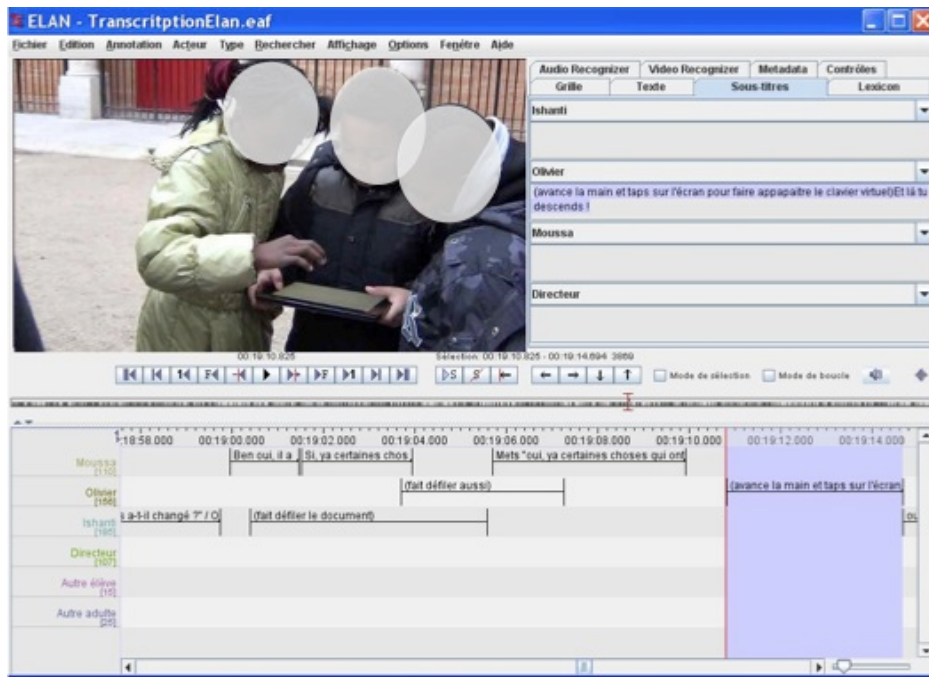 ELAN - TranscritptionElan.eaf
Fichier Edition Annotation Acteur Type Rechercher Affichage Options Fenêtre Aide
Audio Recognizer Video Recognizer Metadata Contrôles
Grille Texte Sous-titres Lexicon
Ishanti
Olivier
(avance la main et taps sur l'écran pour faire appapaitre le clavier virtuel)Et là tu
descends !
Moussa
Directeur
00:19:10.825
Sélection: 00:19:10.825 - 00:19:14.694 3869
Mode de sélection Mode de boucle
:18:58.000 00:19:00.000 00:19:02.000 00:19:04.000 00:19:06.000 00:19:08.000 00:19:10.000 00:19:12.000 00:19:14.000
Moussa
[110]
Ben oui, il a Si, ya certaines chos Mets "oui, ya certaines choses qui ont
Olivier
[156]
(fait défiler aussi) (avance la main et taps sur l'écran
Ishanti
[195]
s a-t-il changé ?" / O (fait défiler le document) ou
Directeur
[107]
Autre élève
[15]
Autre adulte
[25]